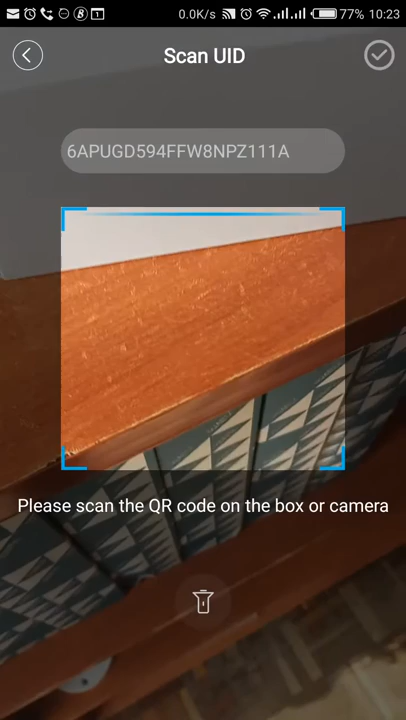 0.0K/s 77% 10:23
Scan UID
6APUGD594FFW8NPZ111A
Please scan the QR code on the box or camera